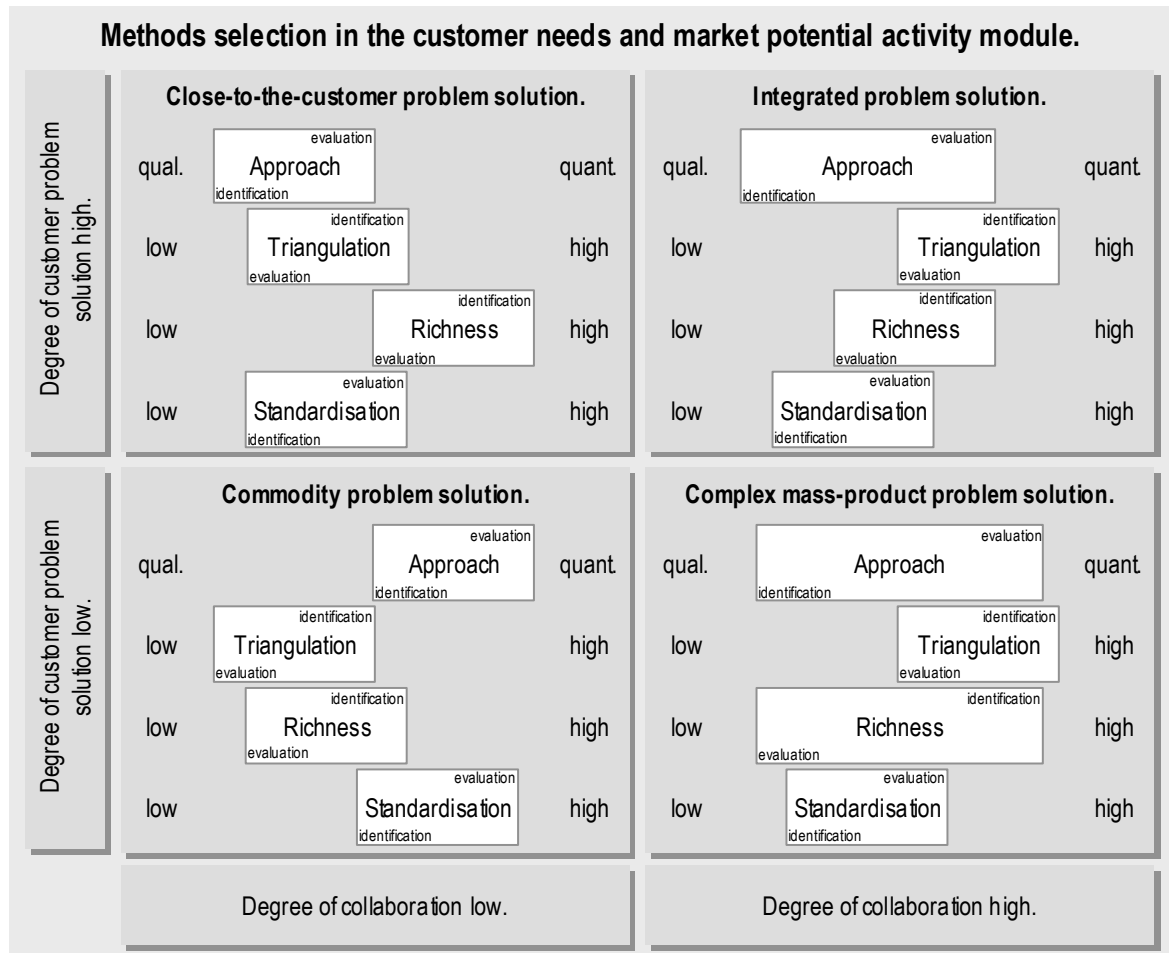 Methods selection in the customer needs and market potential activity module.
Degree of customer problem
solution high.
Close-to-the-customer problem solution.
qual.
evaluation
Approach
identification
quant.
low
identification
Triangulation
evaluation
high
low
identification
Richness
evaluation
high
low
evaluation
Standardisation
identification
high
Integrated problem solution.
qual.
evaluation
Approach
identification
quant.
low
identification
Triangulation
evaluation
high
low
identification
Richness
evaluation
high
low
evaluation
Standardisation
identification
high
Degree of customer problem
solution low.
Commodity problem solution.
qual.
evaluation
Approach
identification
quant.
low
identification
Triangulation
evaluation
high
low
identification
Richness
evaluation
high
low
evaluation
Standardisation
identification
high
Complex mass-product problem solution.
qual.
evaluation
Approach
identification
quant.
low
identification
Triangulation
evaluation
high
low
identification
Richness
evaluation
high
low
evaluation
Standardisation
identification
high
Degree of collaboration low.
Degree of collaboration high.